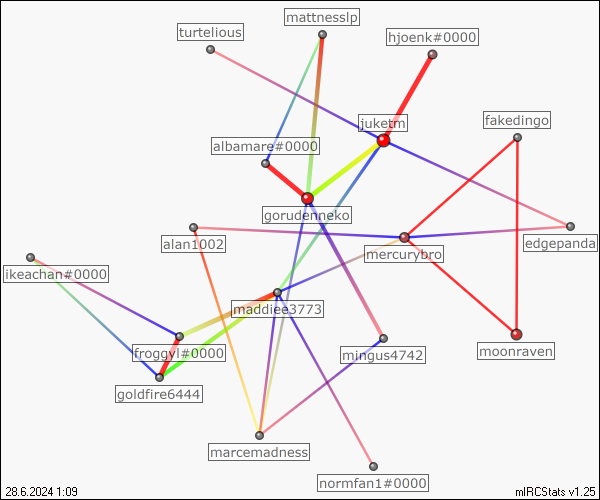 mattnesslp
turtelious
hjoenk#0000
fakedingo
juketm
albamare#0000
gorudenneko
alan1002
edgepanda
mercurybro
ikeachan#0000
maddiee3773
froggyl#0000
mingus4742
moonraven
goldfire6444
marcemadness
normfan1#0000
28.6.2024 1:09
mIRCStats v1.25